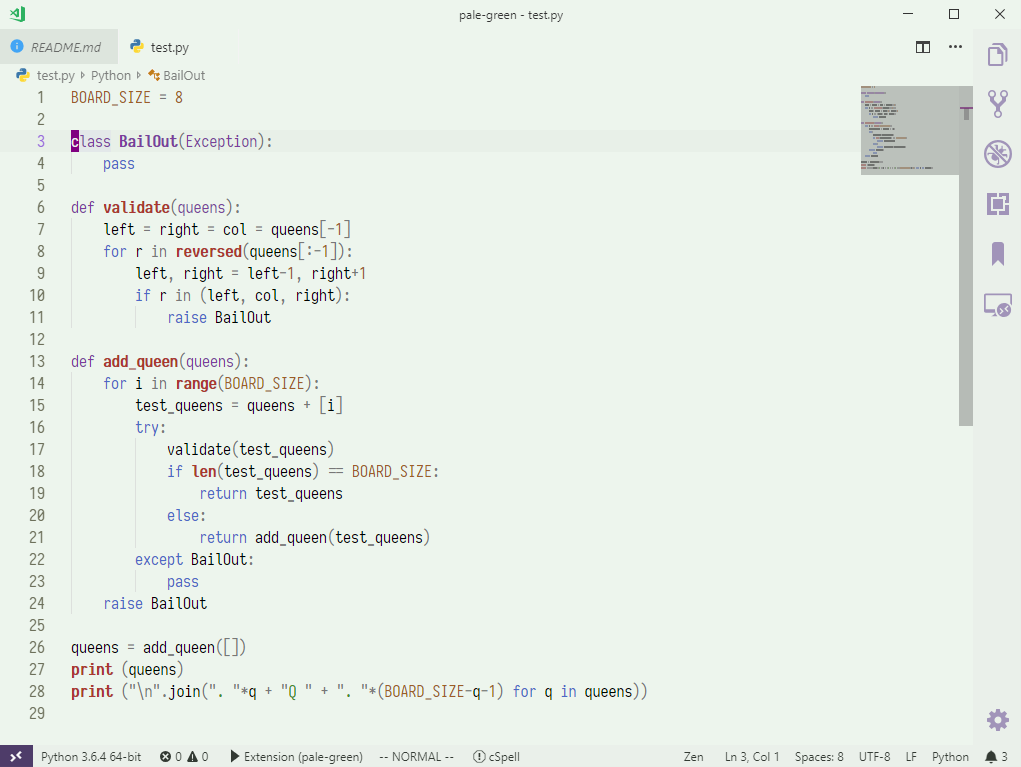 pale-green - test.py
README.md
test.py
test.py Python BailOut
1 BOARD_SIZE = 8
2
3 class BailOut(Exception):
4     pass
5
6 def validate(queens):
7     left = right = col = queens[-1]
8     for r in reversed(queens[:-1]):
9         left, right = left-1, right+1
10         if r in (left, col, right):
11             raise BailOut
12
13 def add_queen(queens):
14     for i in range(BOARD_SIZE):
15         test_queens = queens + [i]
16         try:
17             validate(test_queens)
18             if len(test_queens) == BOARD_SIZE:
19                 return test_queens
20             else:
21                 return add_queen(test_queens)
22         except BailOut:
23             pass
24     raise BailOut
25
26 queens = add_queen([])
27 print (queens)
28 print ("\n".join(". "*q + "Q " + ". "*(BOARD_SIZE-q-1) for q in queens))
29
Python 3.6.4 64-bit 0 0 Extension (pale-green) -- NORMAL -- cSpell Zen Ln 3, Col 1 Spaces: 8 UTF-8 LF Python 3